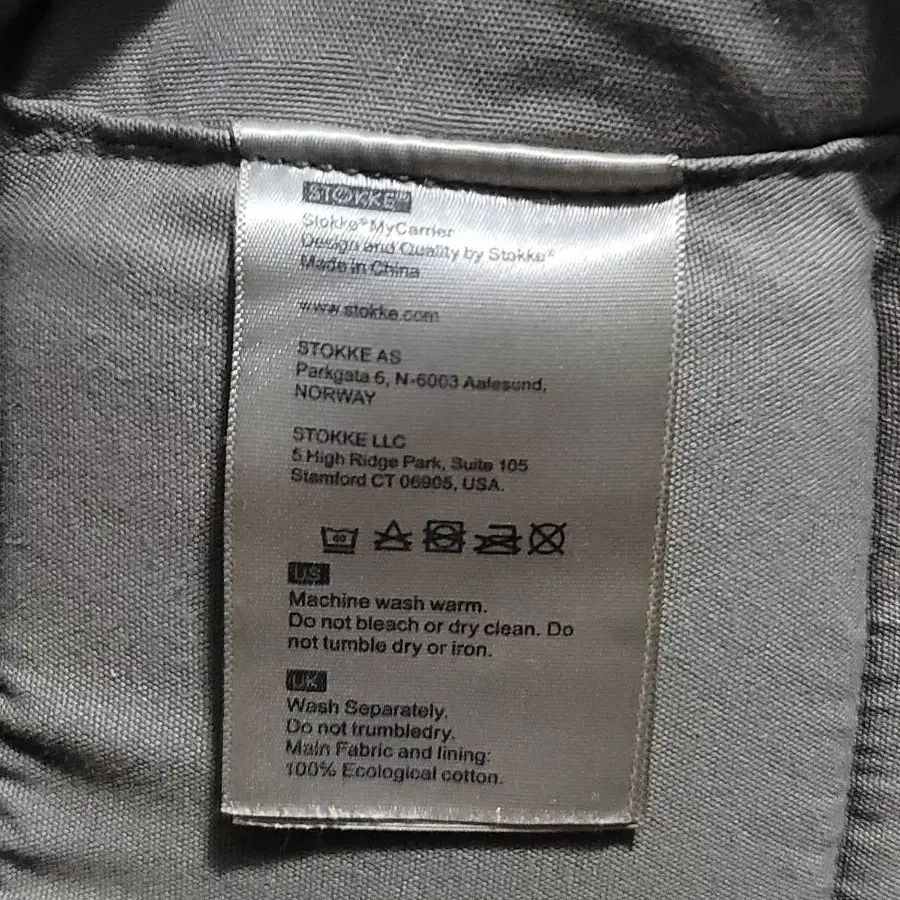 STOKKE®
Stokke® MyCarrier
Design and Quality by Stokke®
Made in China
www.stokke.com
STOKKE AS
Parkgata 6, N-6003 Aalesund,
NORWAY
STOKKE LLC
5 High Ridge Park, Suite 105
Stamford CT 06905, USA.
40
US
Machine wash warm.
Do not bleach or dry clean. Do
not tumble dry or iron.
UK
Wash Separately.
Do not trumbledry.
Main Fabric and lining:
100% Ecological cotton.